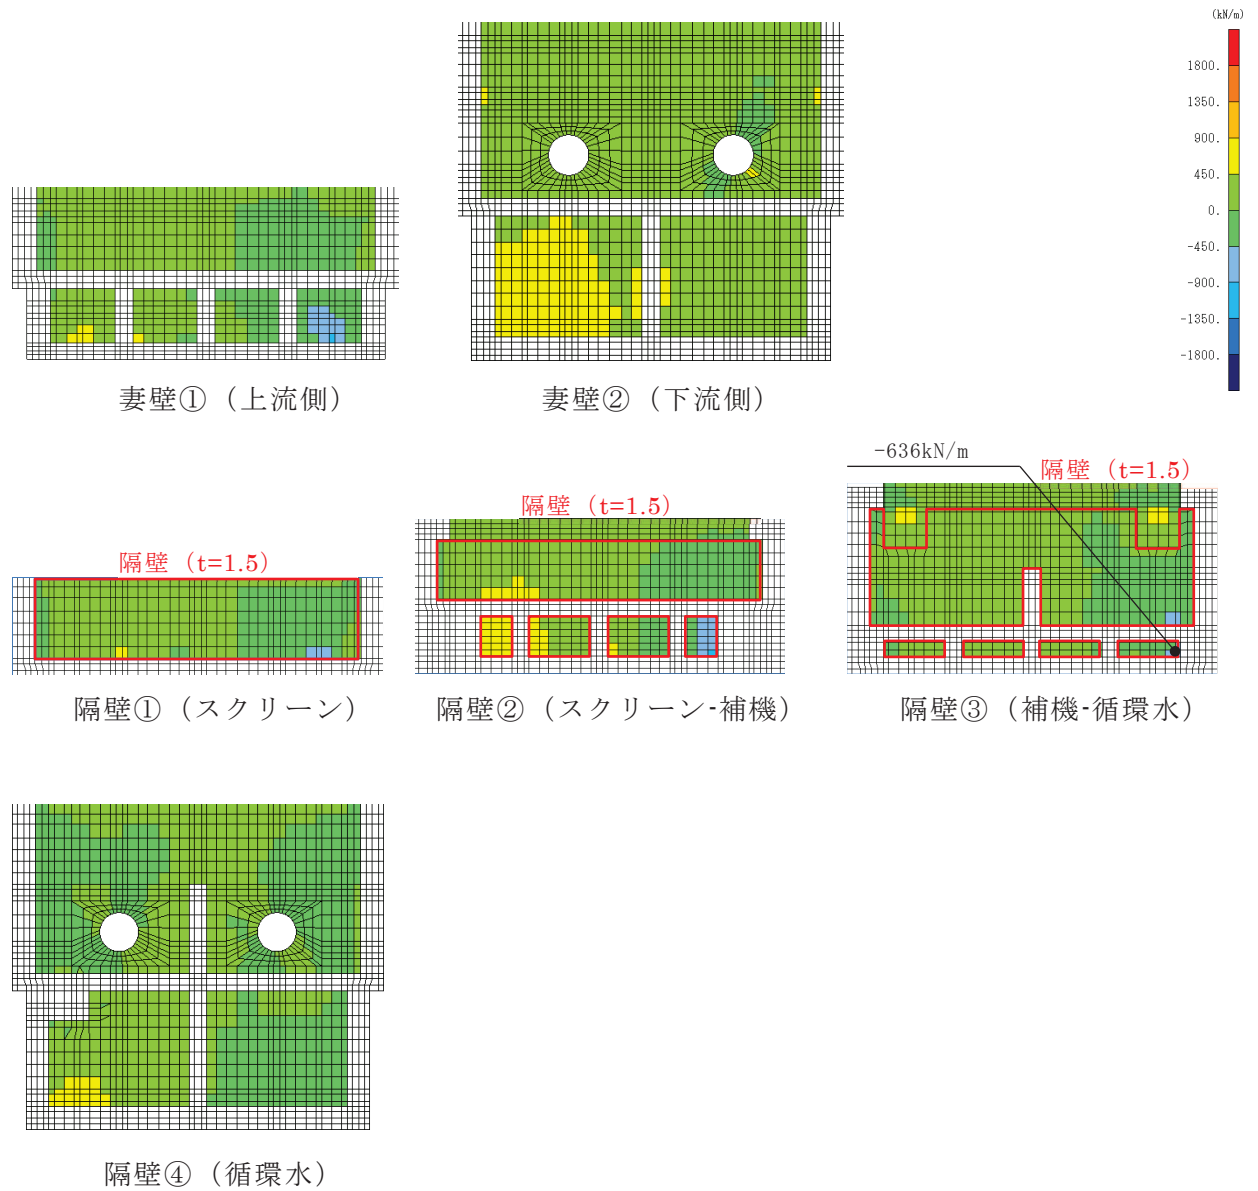 (kN/m)
1800.
1350.
900.
450.
0.
-450.
-900.
-1350.
-1800.
妻壁①（上流側）
妻壁②（下流側）
-636kN/m
隔壁（t=1.5）
隔壁（t=1.5）
隔壁（t=1.5）
隔壁①（スクリーン）
隔壁②（スクリーン-補機）
隔壁③（補機-循環水）
隔壁④（循環水）